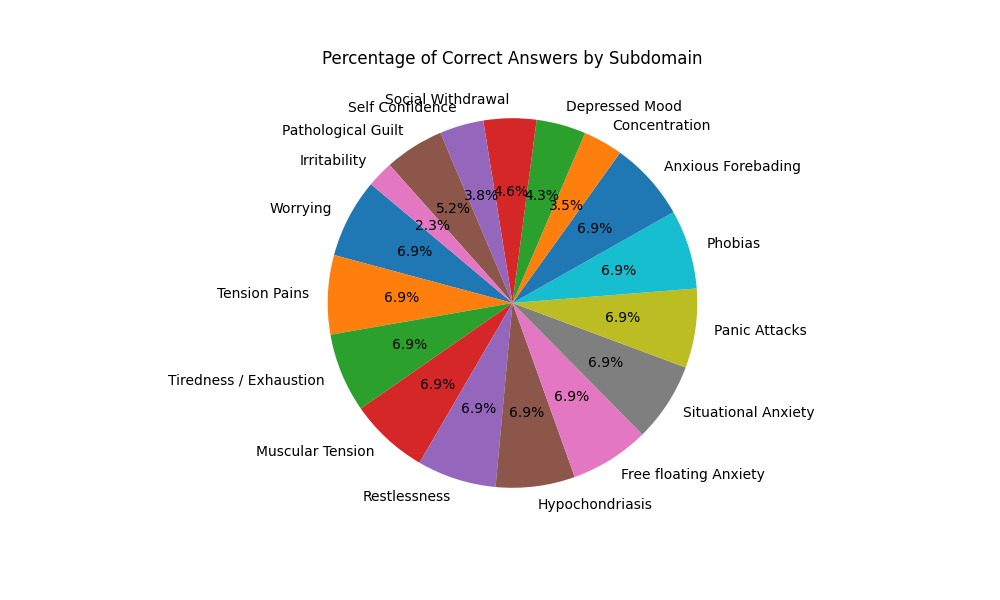 Percentage of Correct Answers by Subdomain
Social Withdrawal
Self Confidence
Depressed Mood
Pathological Guilt
Concentration
Irritability
Anxious Forebading
Worrying
Phobias
Tension Pains
Panic Attacks
Tiredness / Exhaustion
Situational Anxiety
Muscular Tension
Free floating Anxiety
Restlessness
Hypochondriasis
4.6%
3.8%
4.3%
3.5%
5.2%
2.3%
6.9%
6.9%
6.9%
6.9%
6.9%
6.9%
6.9%
6.9%
6.9%
6.9%
6.9%